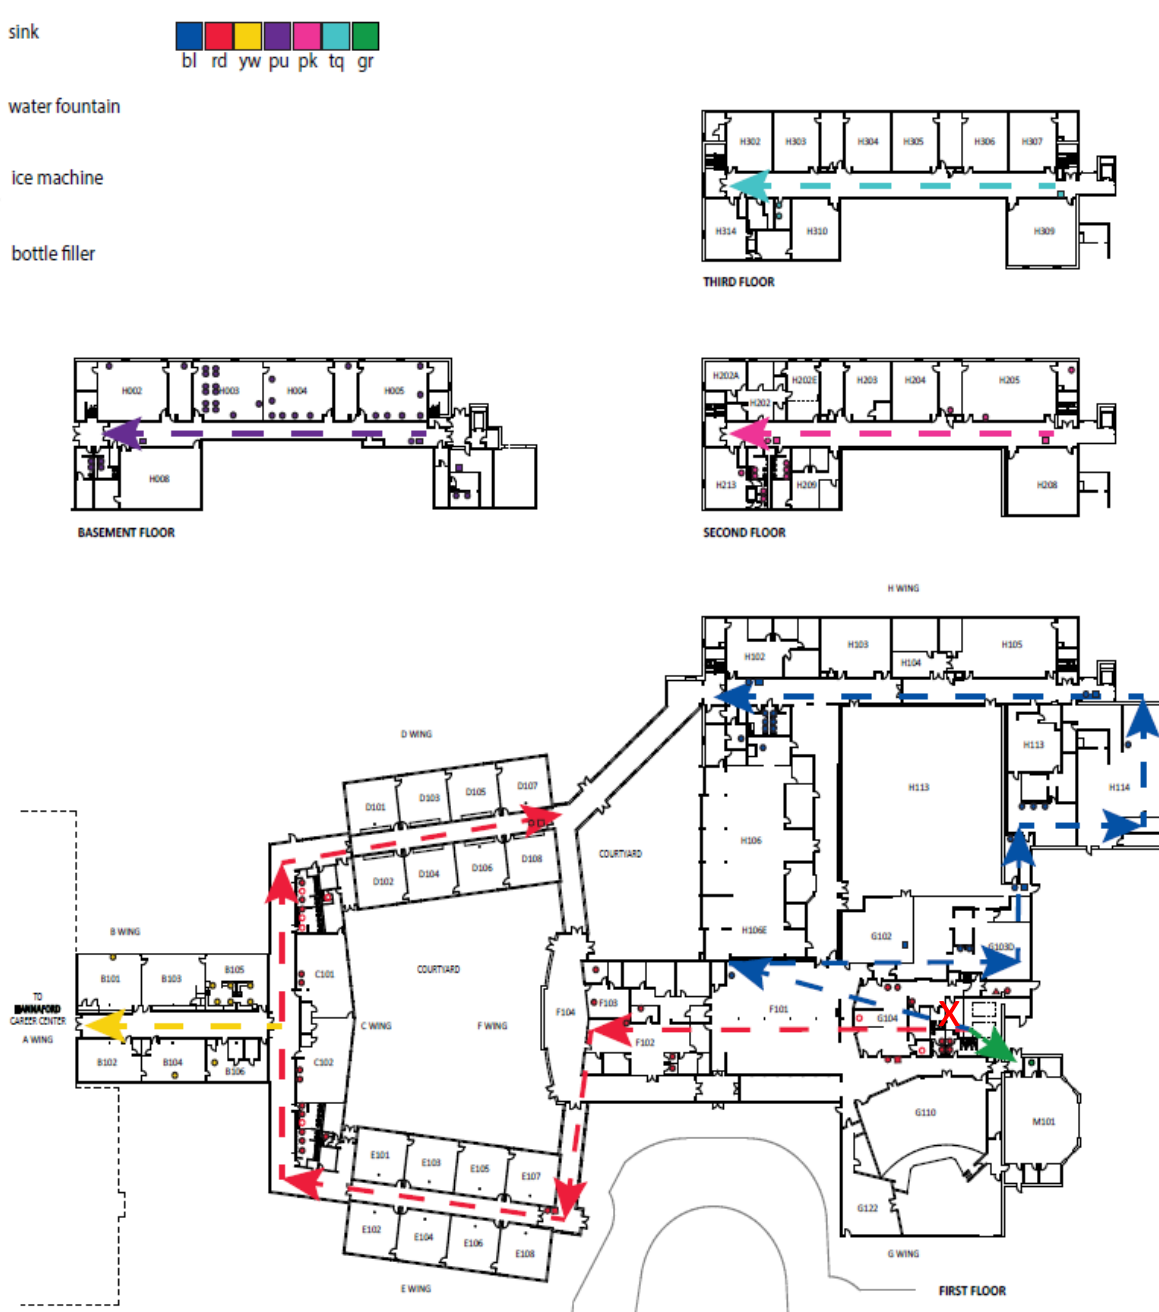 sink
bl rd yw pu pk tq gr
water fountain
ice machine
bottle filler
H302 H303 H304 H305 H306 H307
H314 H310 H309
THIRD FLOOR
H002 H003 H004 H005
H008
BASEMENT FLOOR
H202A H202E H203 H204 H205
H202
H213 H209 H208
SECOND FLOOR
H WING
H102 H103 H104 H105
H113
H113 H114
H106
H106E
G102 G103D
D WING
D101 D103 D105 D107
D102 D104 D106 D108
COURTYARD
B WING
B101 B103 B105
TO
CAREER CENTER
A WING
B102 B104 B106
C101
COURTYARD
C WING F WING
C102
F104 F103 F101 G104 X
F102
G110 M101
E101 E103 E105 E107
E102 E104 E106 E108
G122
E WING
G WING
FIRST FLOOR